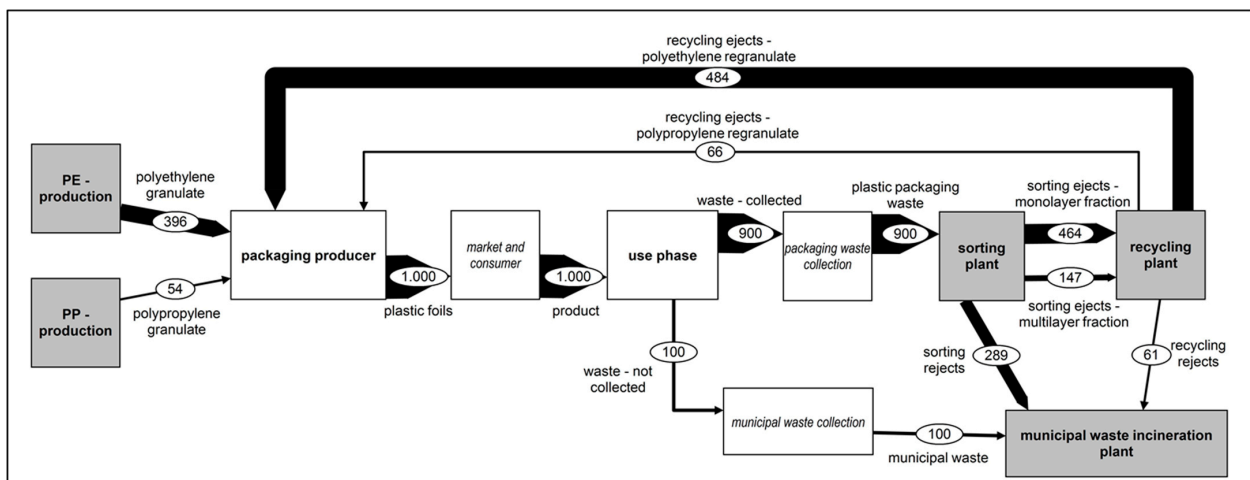 recycling ejects -
polyethylene regranulate
484
recycling ejects -
polypropylene regranulate
66
PE -
production
polyethylene
granulate
396
PP -
production
54
polypropylene
granulate
packaging producer
1.000
plastic foils
market and
consumer
1.000
product
use phase
waste - collected
900
packaging waste
collection
plastic packaging
waste
900
sorting
plant
sorting ejects -
monolayer fraction
464
147
sorting ejects -
multilayer fraction
recycling
plant
100
waste - not
collected
sorting
rejects
289
61
recycling
rejects
municipal waste collection
100
municipal waste
municipal waste incineration
plant